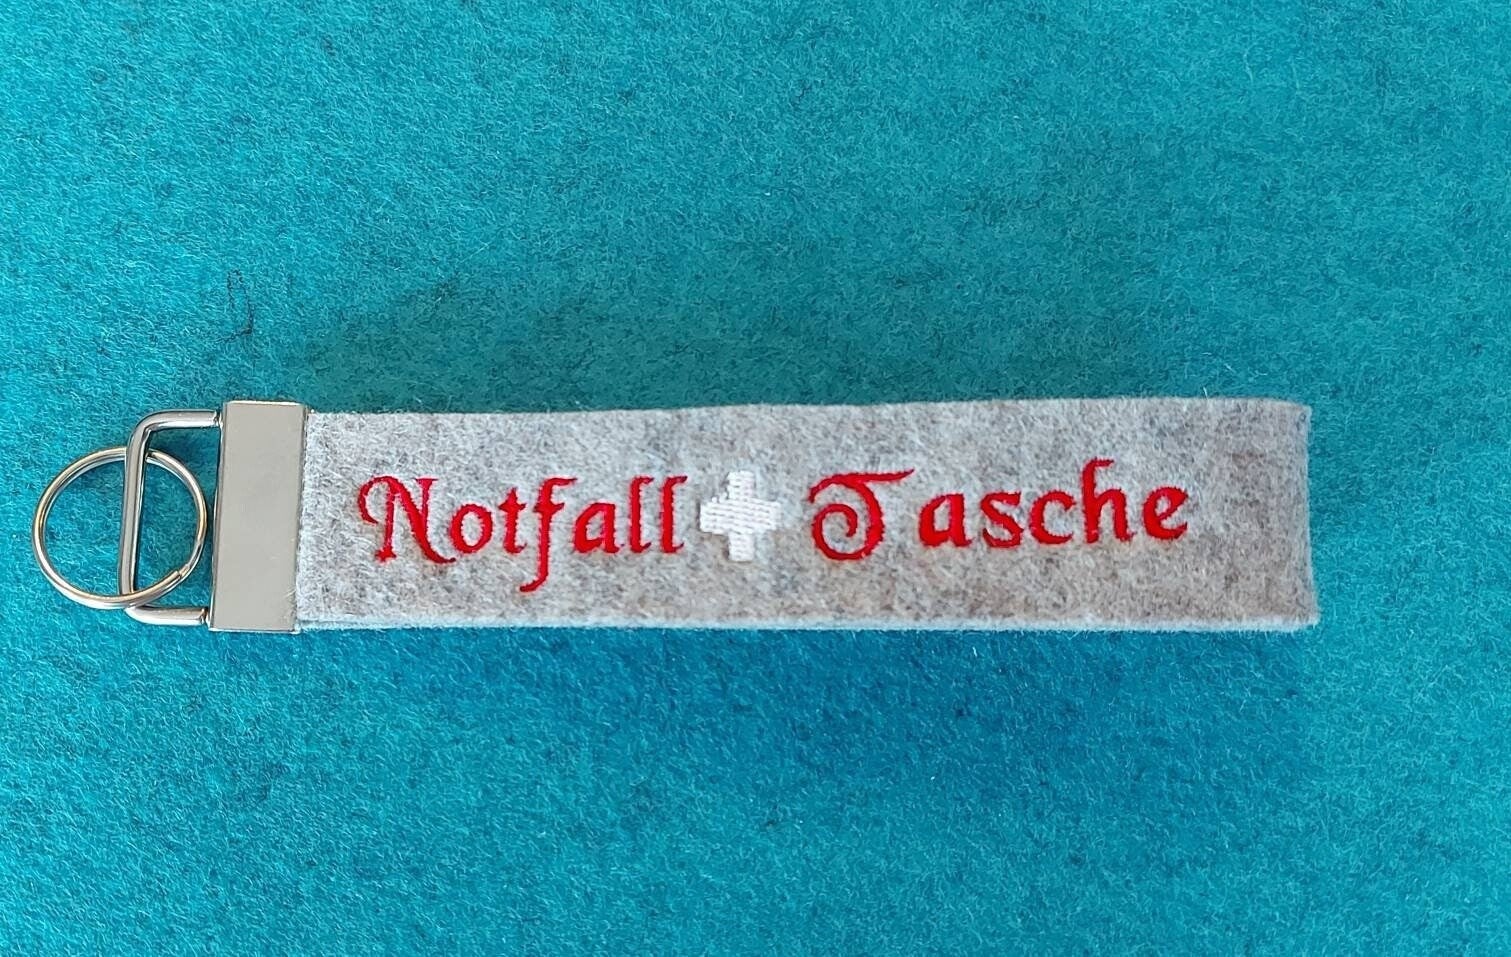 Notfall + Tasche